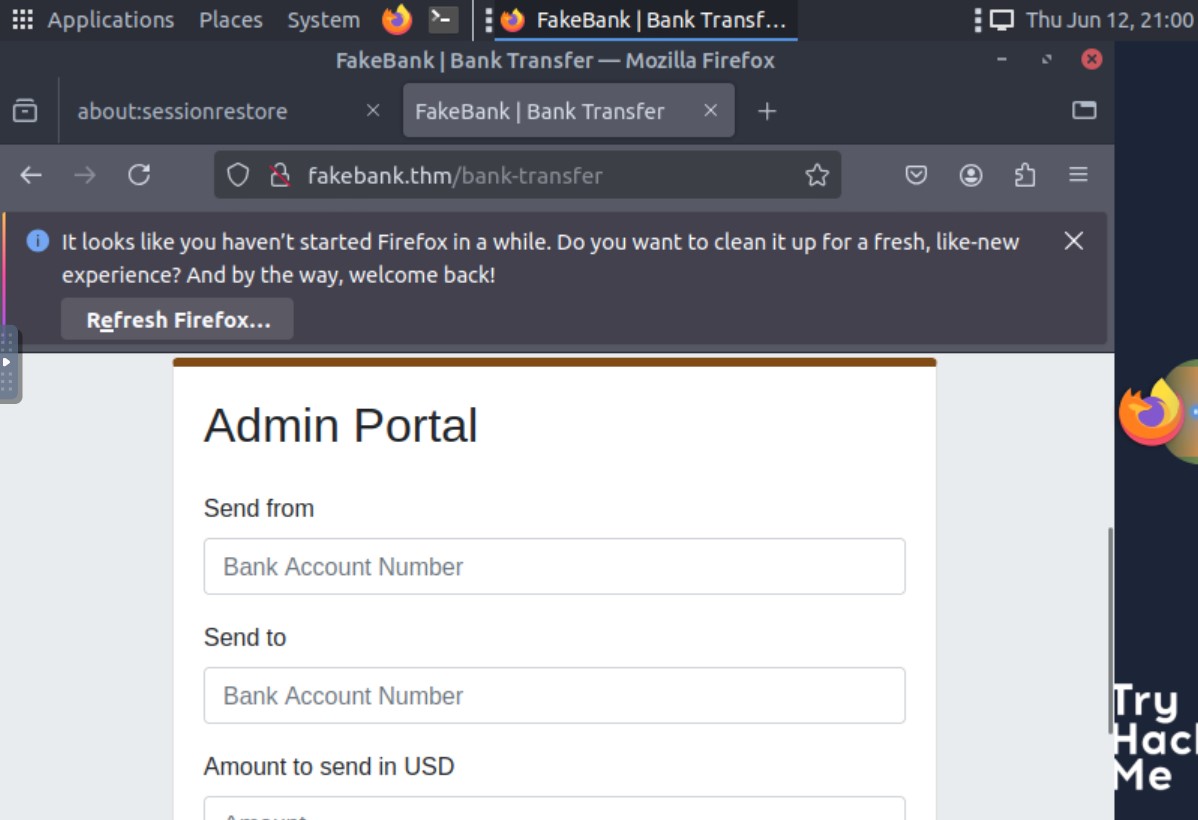 Applications Places System FakeBank | Bank Transf... Thu Jun 12, 21:00
FakeBank | Bank Transfer — Mozilla Firefox
about:sessionrestore FakeBank | Bank Transfer
fakebank.thm/bank-transfer
It looks like you haven’t started Firefox in a while. Do you want to clean it up for a fresh, like-new
experience? And by the way, welcome back!
Refresh Firefox...
Admin Portal
Send from
Bank Account Number
Send to
Bank Account Number
Amount to send in USD
Amount
Try
Hack
Me